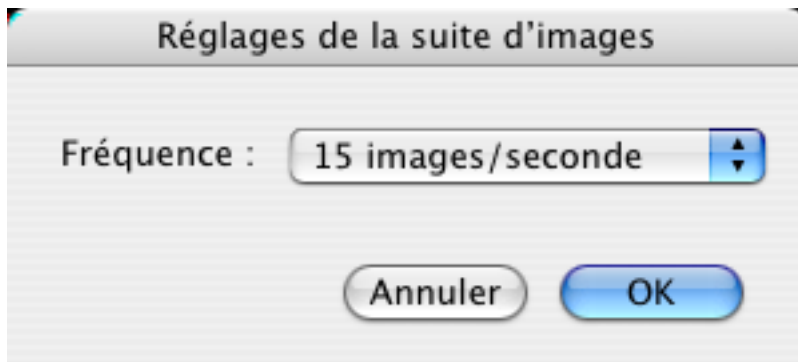 Réglages de la suite d’images
Fréquence : 15 images/seconde
Annuler OK